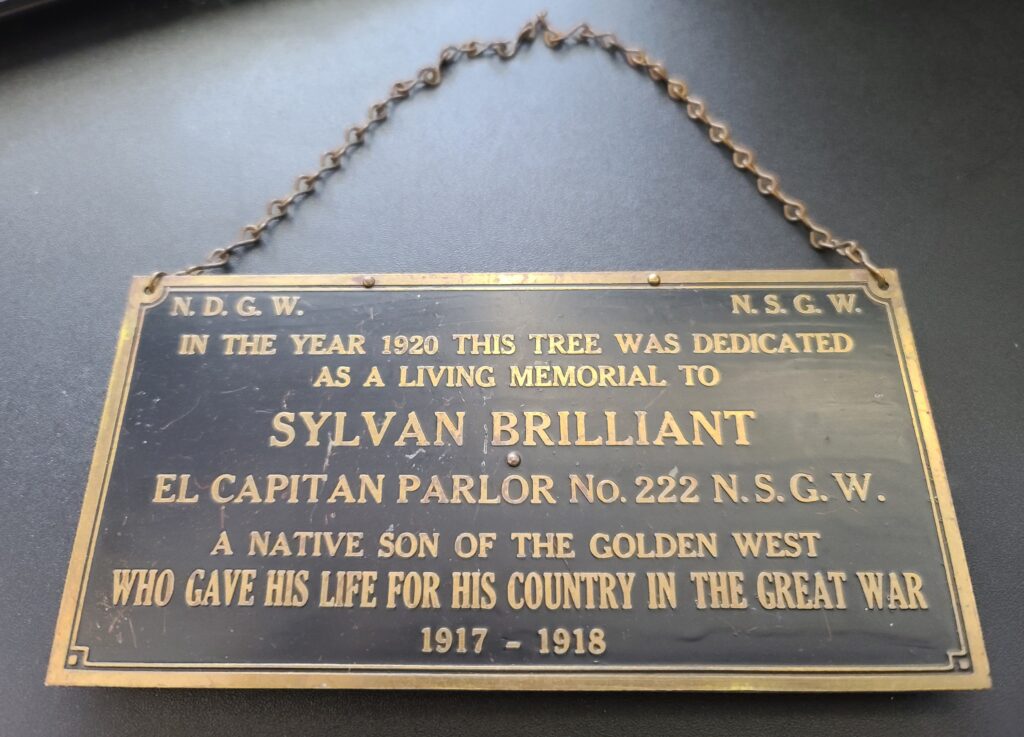 N. D. G. W. N. S. G. W.
IN THE YEAR 1920 THIS TREE WAS DEDICATED
AS A LIVING MEMORIAL TO
SYLVAN BRILLIANT
EL CAPITAN PARLOR No. 222 N. S. G. W.
A NATIVE SON OF THE GOLDEN WEST
WHO GAVE HIS LIFE FOR HIS COUNTRY IN THE GREAT WAR
1917 - 1918